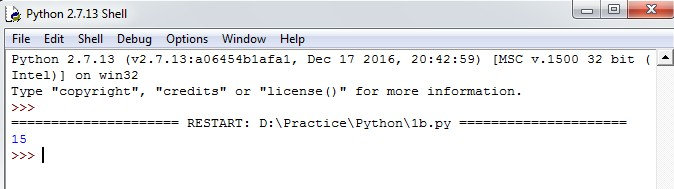 Python 2.7.13 Shell
File Edit Shell Debug Options Window Help
Python 2.7.13 (v2.7.13:a06454b1afa1, Dec 17 2016, 20:42:59) [MSC v.1500 32 bit (
Intel)] on win32
Type "copyright", "credits" or "license()" for more information.
>>>
===================== RESTART: D:\Practice\Python\1b.py =====================
15
>>>